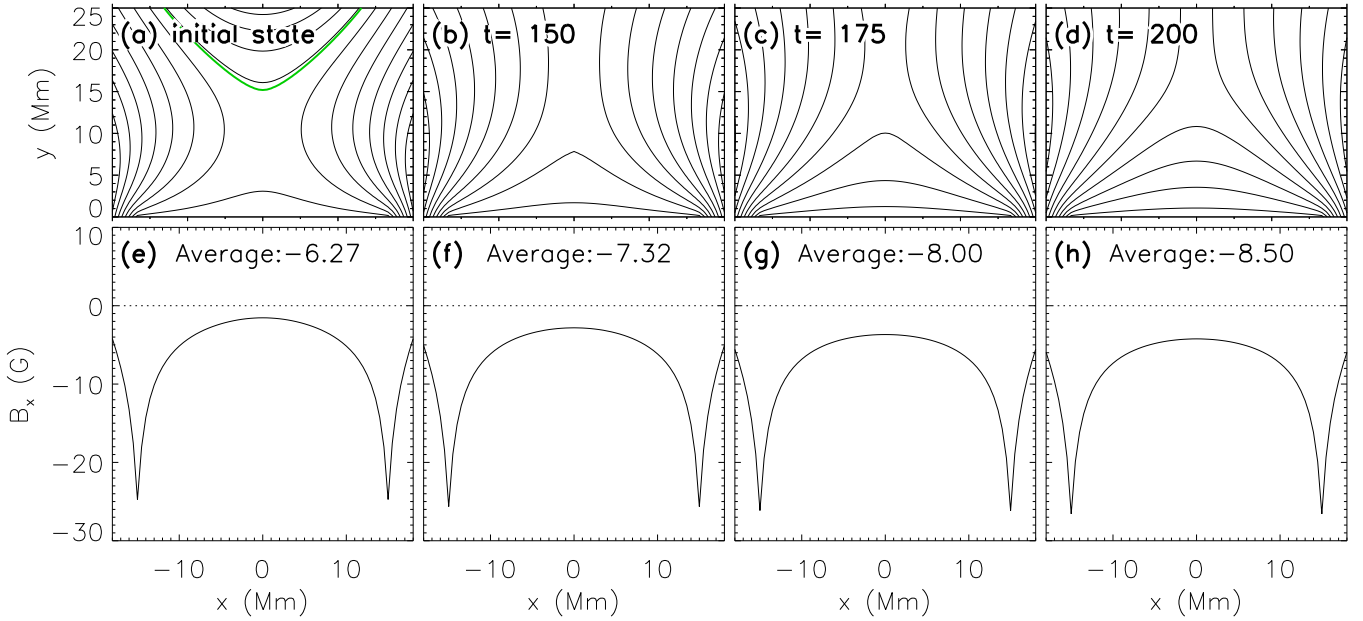 (a) initial state
(b) t= 150
(c) t= 175
(d) t= 200
25
20
15
10
5
0
y (Mm)
(e) Average:−6.27
(f) Average:−7.32
(g) Average:−8.00
(h) Average:−8.50
10
0
−10
−20
−30
Bₓ (G)
−10 0 10
−10 0 10
−10 0 10
−10 0 10
x (Mm)
x (Mm)
x (Mm)
x (Mm)